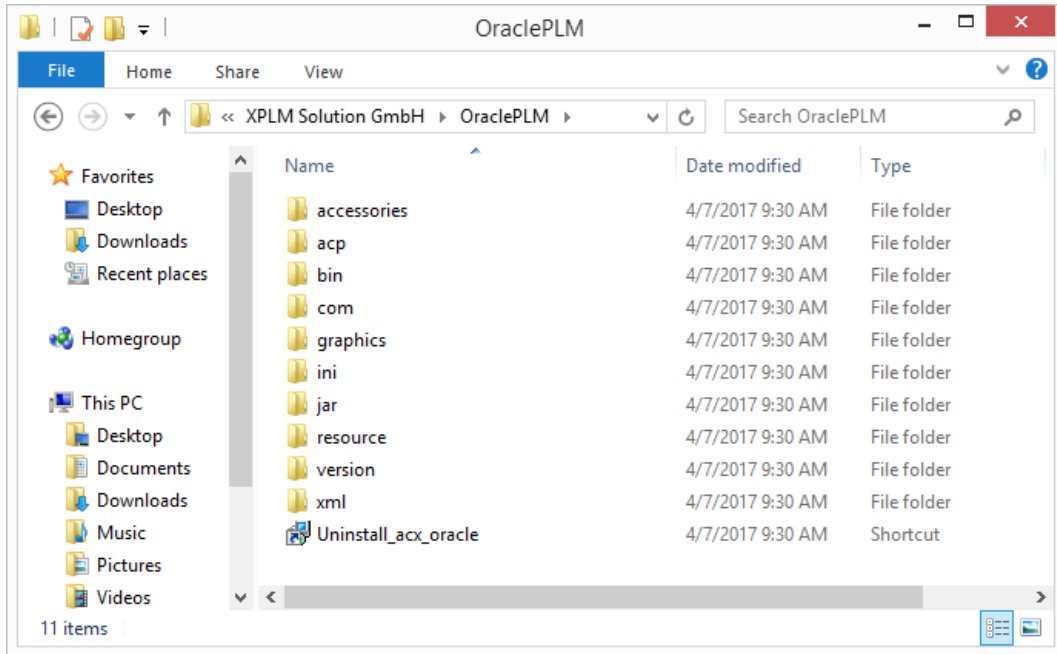 OraclePLM
File Home Share View
« XPLM Solution GmbH OraclePLM Search OraclePLM
Name Date modified Type
Favorites
Desktop
Downloads
Recent places
Homegroup
This PC
Desktop
Documents
Downloads
Music
Pictures
Videos
accessories 4/7/2017 9:30 AM File folder
acp 4/7/2017 9:30 AM File folder
bin 4/7/2017 9:30 AM File folder
com 4/7/2017 9:30 AM File folder
graphics 4/7/2017 9:30 AM File folder
ini 4/7/2017 9:30 AM File folder
jar 4/7/2017 9:30 AM File folder
resource 4/7/2017 9:30 AM File folder
version 4/7/2017 9:30 AM File folder
xml 4/7/2017 9:30 AM File folder
Uninstall_acx_oracle 4/7/2017 9:30 AM Shortcut
11 items